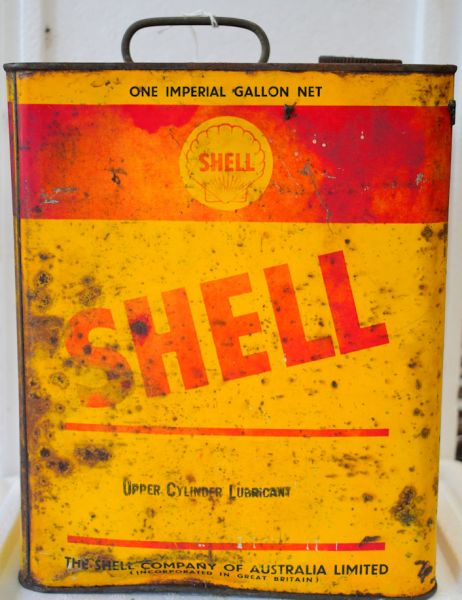 ONE IMPERIAL GALLON NET
SHELL
SHELL
UPPER CYLINDER LUBRICANT
THE SHELL COMPANY OF AUSTRALIA LIMITED
(INCORPORATED IN GREAT BRITAIN)